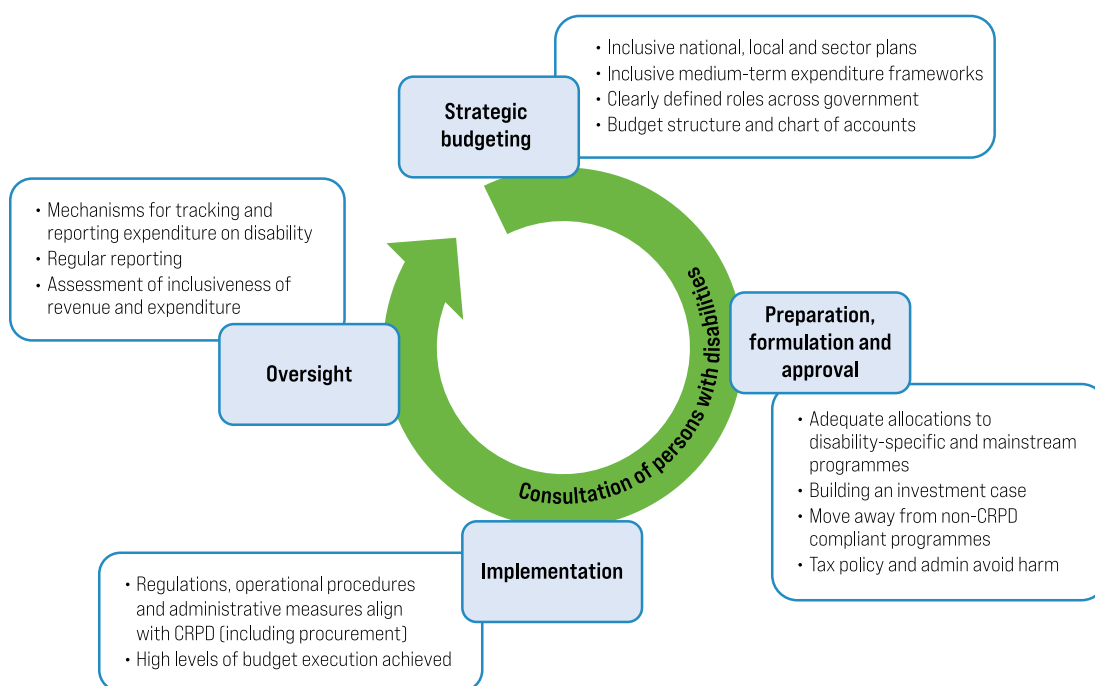 Strategic
budgeting
• Inclusive national, local and sector plans
• Inclusive medium-term expenditure frameworks
• Clearly defined roles across government
• Budget structure and chart of accounts
Preparation,
formulation and
approval
• Adequate allocations to
disability-specific and mainstream
programmes
• Building an investment case
• Move away from non-CRPD
compliant programmes
• Tax policy and admin avoid harm
Implementation
• Regulations, operational procedures
and administrative measures align
with CRPD (including procurement)
• High levels of budget execution achieved
Oversight
• Mechanisms for tracking and
reporting expenditure on disability
• Regular reporting
• Assessment of inclusiveness of
revenue and expenditure
Consultation of persons with disabilities